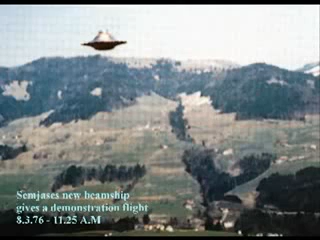 Semjases new beamship
gives a demonstration flight
8.3.76 - 11.25 A.M